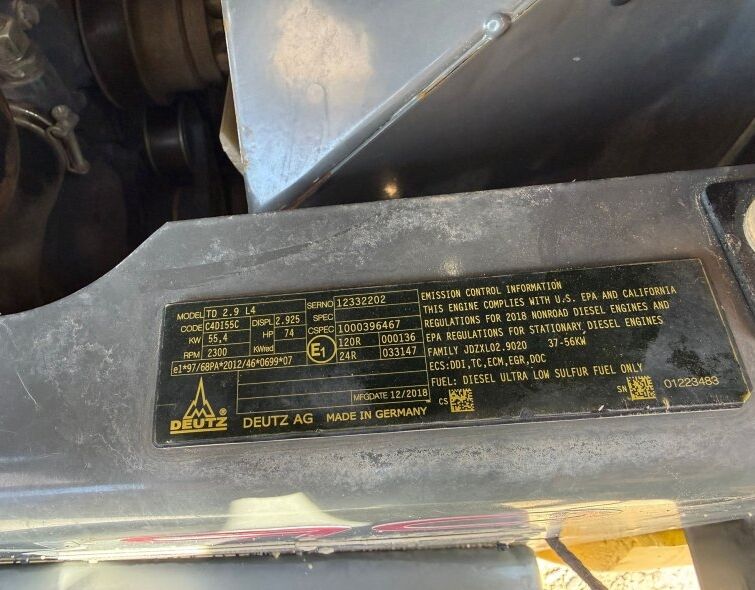 MODEL TD 2.9 L4
CODE C4DI55C DISPL 2.925
KW 55,4 HP 74
RPM 2300 KWred
e1*97/68PA*2012/46*0699*07
SERNO 12332202
SPEC
CSPEC 1000396467
E1 120R 000136
24R 033147
MFGDATE 12/2018
DEUTZ
DEUTZ AG MADE IN GERMANY
EMISSION CONTROL INFORMATION
THIS ENGINE COMPLIES WITH U.S. EPA AND CALIFORNIA
REGULATIONS FOR 2018 NONROAD DIESEL ENGINES AND
EPA REGULATIONS FOR STATIONARY, DIESEL ENGINES
FAMILY JDZXL02.9020 37-56KW
ECS:DDI,TC,ECM,EGR,DOC
FUEL: DIESEL ULTRA LOW SULFUR FUEL ONLY
CS SN 01223483